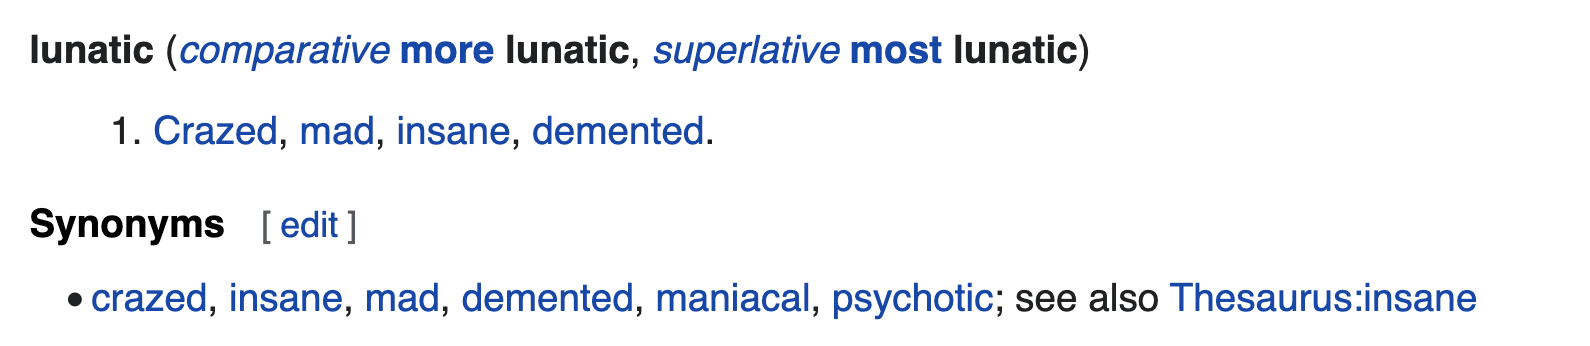 lunatic (comparative more lunatic, superlative most lunatic)
1. Crazed, mad, insane, demented.
Synonyms [ edit ]
• crazed, insane, mad, demented, maniacal, psychotic; see also Thesaurus:insane